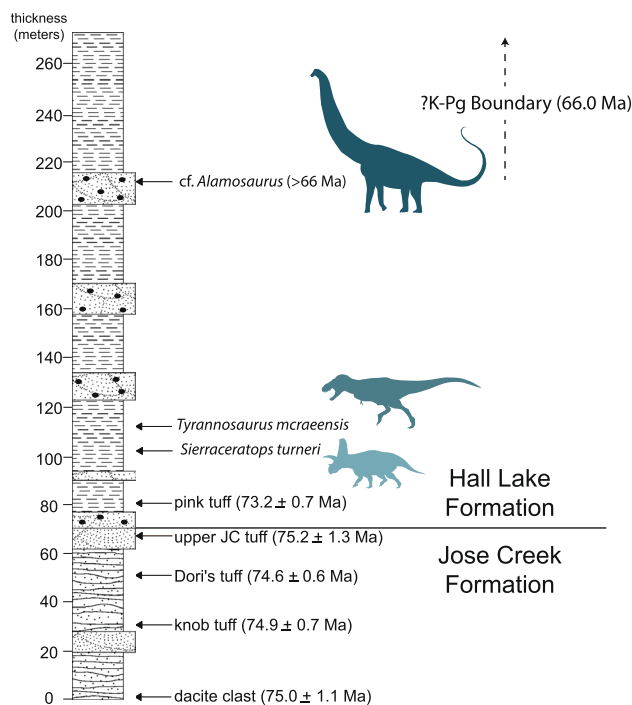 thickness
(meters)
260
240
?K-Pg Boundary (66.0 Ma)
220
cf. Alamosaurus (>66 Ma)
200
180
160
140
120
Tyrannosaurus mcraeensis
Sierraceratops turneri
100
Hall Lake
Formation
pink tuff (73.2 ± 0.7 Ma)
80
upper JC tuff (75.2 ± 1.3 Ma)
60
Jose Creek
Formation
Dori's tuff (74.6 ± 0.6 Ma)
40
knob tuff (74.9 ± 0.7 Ma)
20
dacite clast (75.0 ± 1.1 Ma)
0